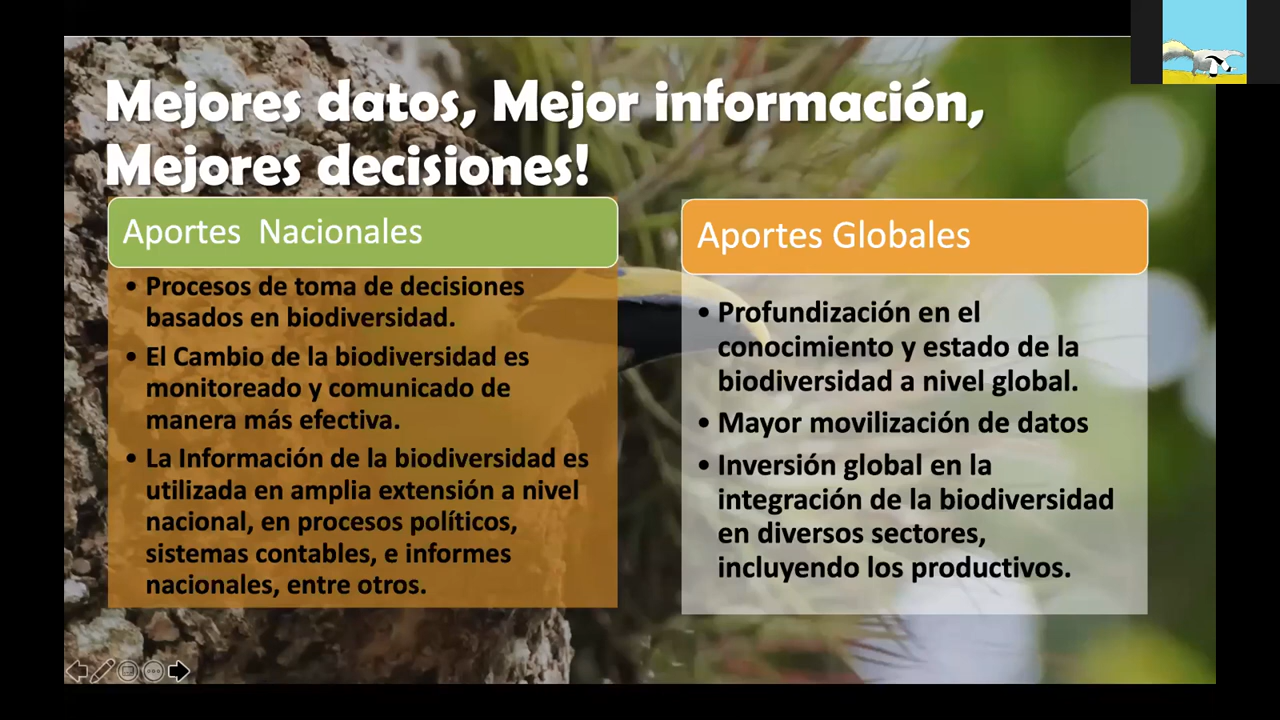 Mejores datos, Mejor información,
Mejores decisiones!
Aportes  Nacionales
• Procesos de toma de decisiones
basados en biodiversidad.
• El Cambio de la biodiversidad es
monitoreado y comunicado de
manera más efectiva.
• La Información de la biodiversidad es
utilizada en amplia extensión a nivel
nacional, en procesos políticos,
sistemas contables, e informes
nacionales, entre otros.
Aportes Globales
• Profundización en el
conocimiento y estado de la
biodiversidad a nivel global.
• Mayor movilización de datos
• Inversión global en la
integración de la biodiversidad
en diversos sectores,
incluyendo los productivos.